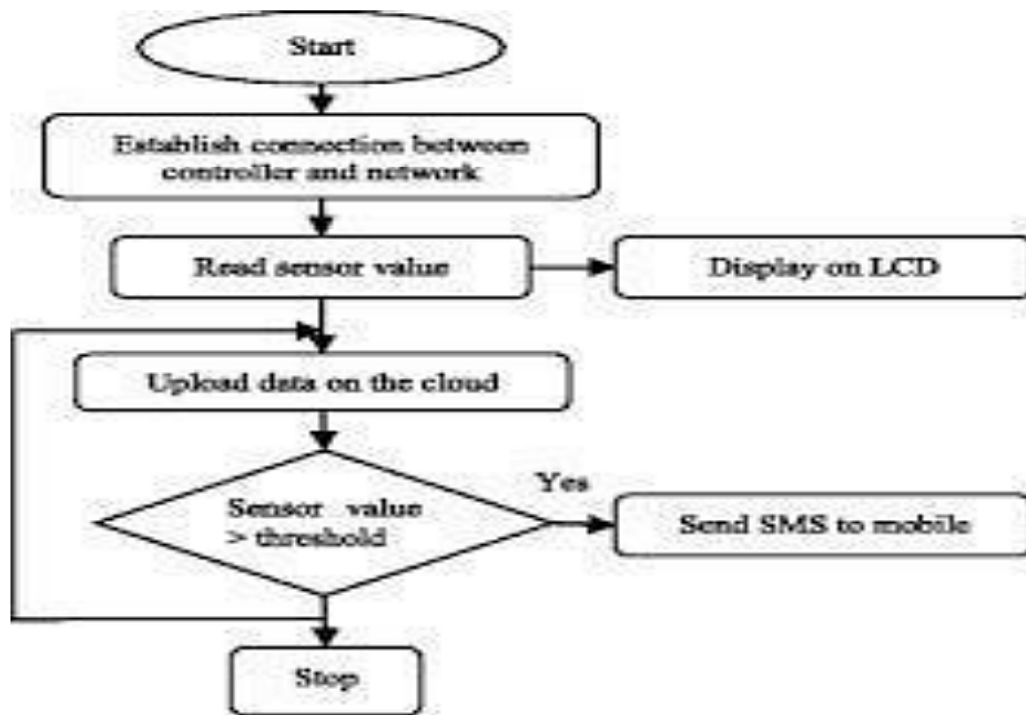 Start
Establish connection between
controller and network
Read sensor value
Display on LCD
Upload data on the cloud
Sensor value
> threshold
Yes
Send SMS to mobile
Stop